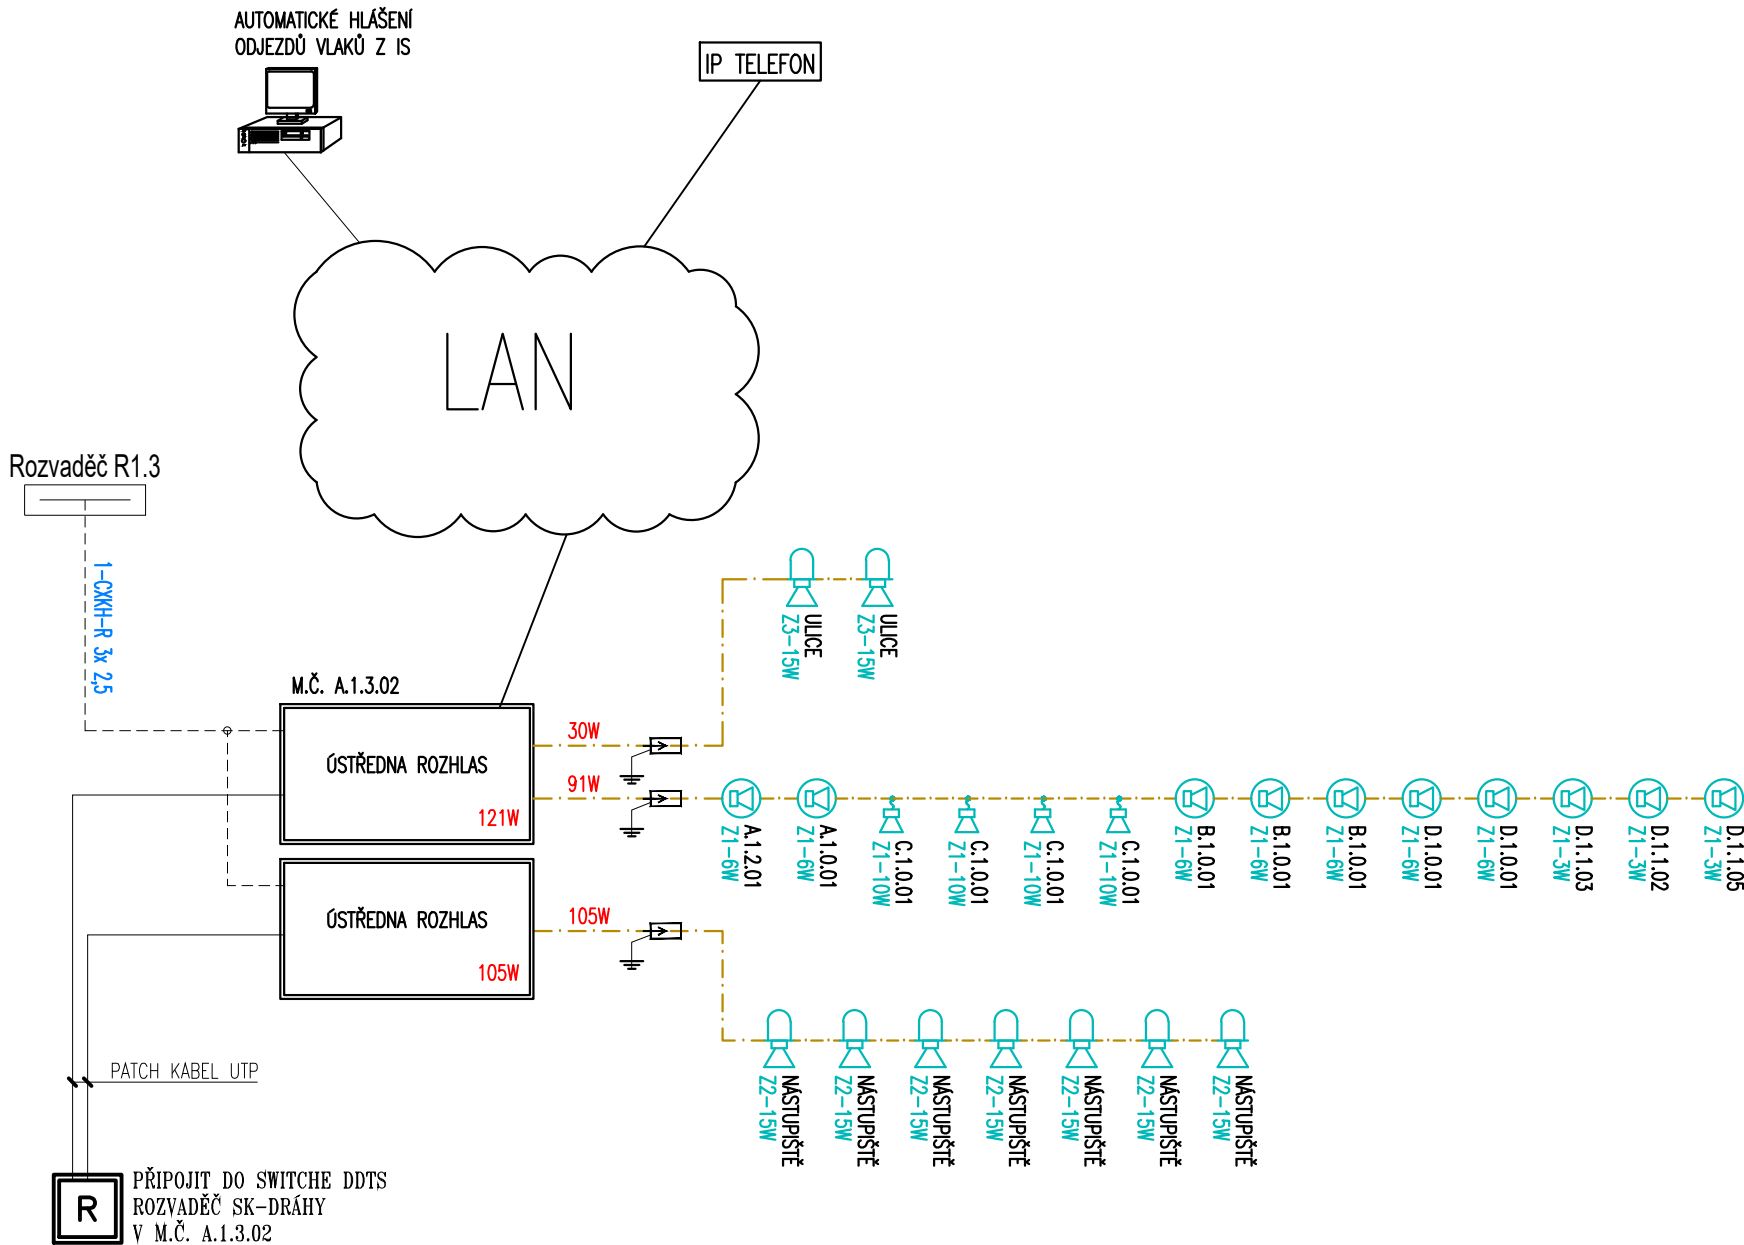 AUTOMATICKÉ HLÁŠENÍ
ODJEZDŮ VLAKŮ Z IS
IP TELEFON
LAN
Rozvaděč R1.3
1-CXKH-R 3x 2,5
M.Č. A.1.3.02
ÚSTŘEDNA ROZHLAS
121W
30W
91W
ULICE
Z3-15W
ULICE
Z3-15W
A.1.2.01
Z1-6W
A.1.0.01
Z1-6W
C.1.0.01
Z1-10W
C.1.0.01
Z1-10W
C.1.0.01
Z1-10W
C.1.0.01
Z1-10W
B.1.0.01
Z1-6W
B.1.0.01
Z1-6W
B.1.0.01
Z1-6W
D.1.0.01
Z1-6W
D.1.0.01
Z1-6W
D.1.1.03
Z1-3W
D.1.1.02
Z1-3W
D.1.1.05
Z1-3W
ÚSTŘEDNA ROZHLAS
105W
105W
NÁSTUPIŠTĚ
Z2-15W
NÁSTUPIŠTĚ
Z2-15W
NÁSTUPIŠTĚ
Z2-15W
NÁSTUPIŠTĚ
Z2-15W
NÁSTUPIŠTĚ
Z2-15W
NÁSTUPIŠTĚ
Z2-15W
NÁSTUPIŠTĚ
Z2-15W
PATCH KABEL UTP
R
PŘIPOJIT DO SWITCHE DDTS
ROZVADĚČ SK-DRÁHY
V M.Č. A.1.3.02